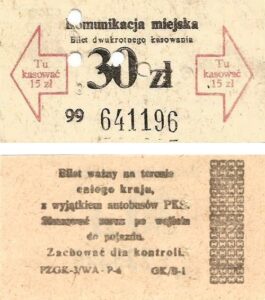 Komunikacja miejska
Bilet dwukrotnego kasowania
Tu
kasować
15 zł
30 zł
Tu
kasować
15 zł
99 641196
Bilet ważny na terenie
całego kraju,
z wyjątkiem autobusów PKS.
Skasować zaraz po wejściu
do pojazdu.
Zachować dla kontroli.
PZGK-3/WA-P-6 GK/B-1